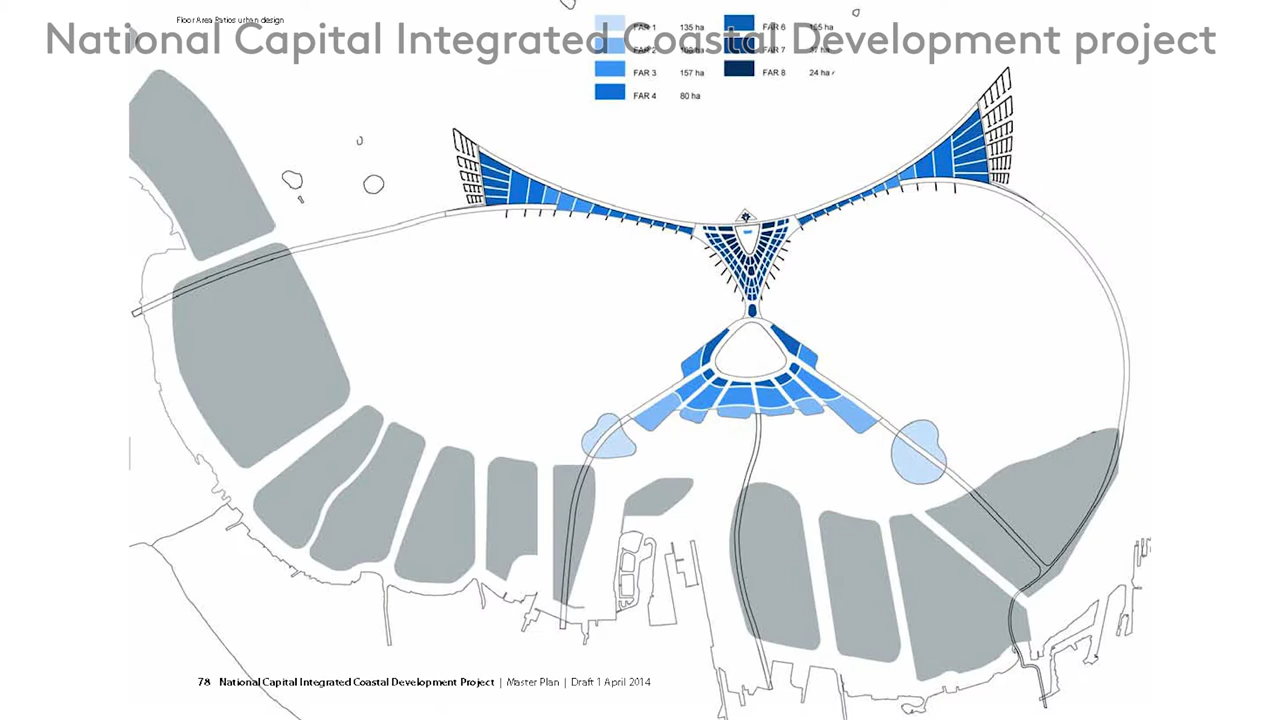 Floor Area Ratios urban design
National Capital Integrated Coastal Development project
FAR 1 135 ha
FAR 2
FAR 3 157 ha
FAR 4 80 ha
FAR 6
FAR 7
FAR 8 24 ha
78 National Capital Integrated Coastal Development Project | Master Plan | Draft 1 April 2014